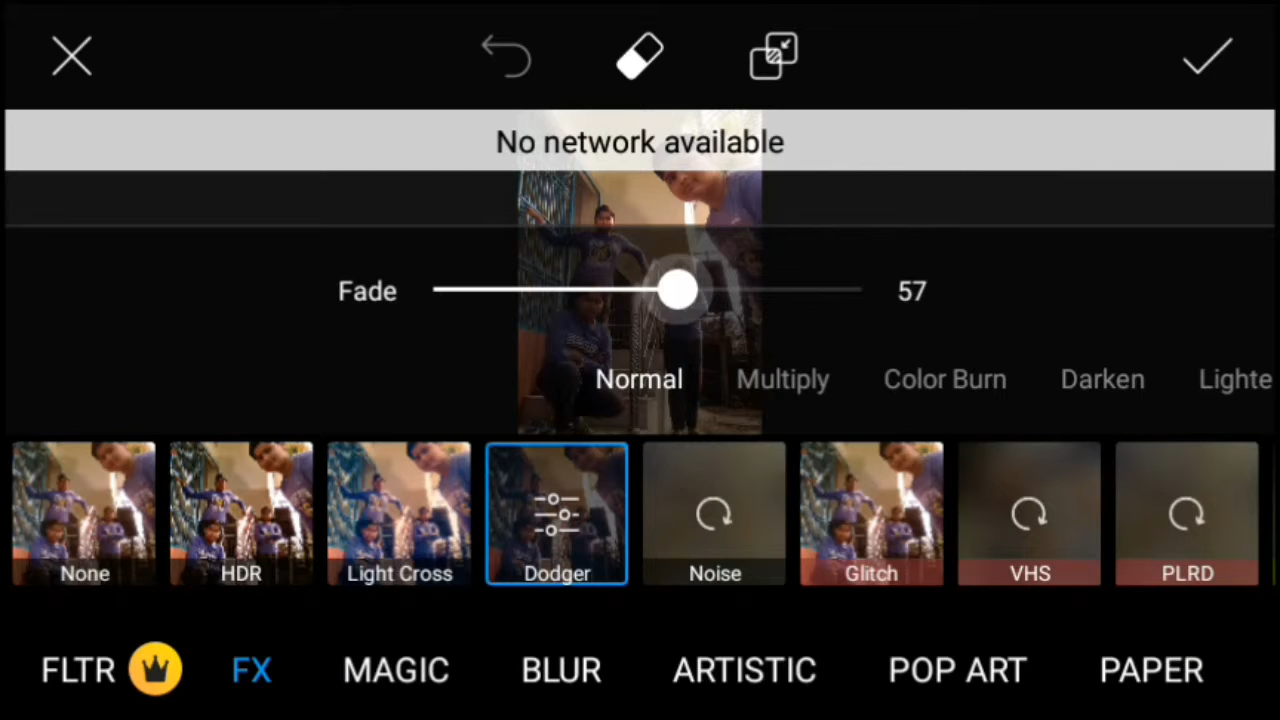 No network available
Fade 57
Normal Multiply Color Burn Darken Lighte
None HDR Light Cross Dodger Noise Glitch VHS PLRD
FLTR FX MAGIC BLUR ARTISTIC POP ART PAPER